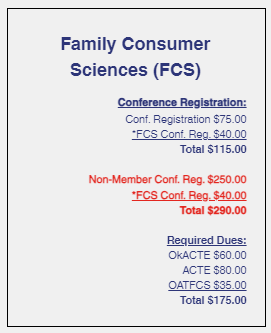 Family Consumer
Sciences (FCS)
Conference Registration:
Conf. Registration $75.00
*FCS Conf. Reg. $40.00
Total $115.00
Non-Member Conf. Reg. $250.00
*FCS Conf. Reg. $40.00
Total $290.00
Required Dues:
OkACTE $60.00
ACTE $80.00
OATFCS $35.00
Total $175.00